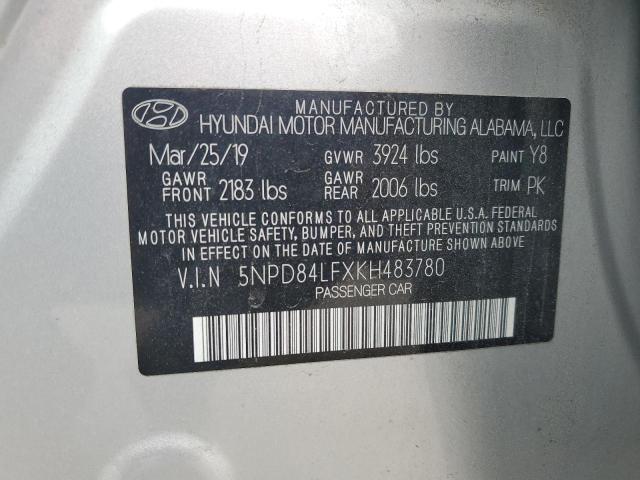 MANUFACTURED BY
HYUNDAI MOTOR MANUFACTURING ALABAMA, LLC
Mar/25/19 GVWR 3924 lbs PAINT Y8
GAWR FRONT 2183 lbs GAWR REAR 2006 lbs TRIM PK
THIS VEHICLE CONFORMS TO ALL APPLICABLE U.S.A. FEDERAL
MOTOR VEHICLE SAFETY, BUMPER, AND THEFT PREVENTION STANDARDS
IN EFFECT ON THE DATE OF MANUFACTURE SHOWN ABOVE.
V.I.N 5NPD84LFXKH483780
PASSENGER CAR